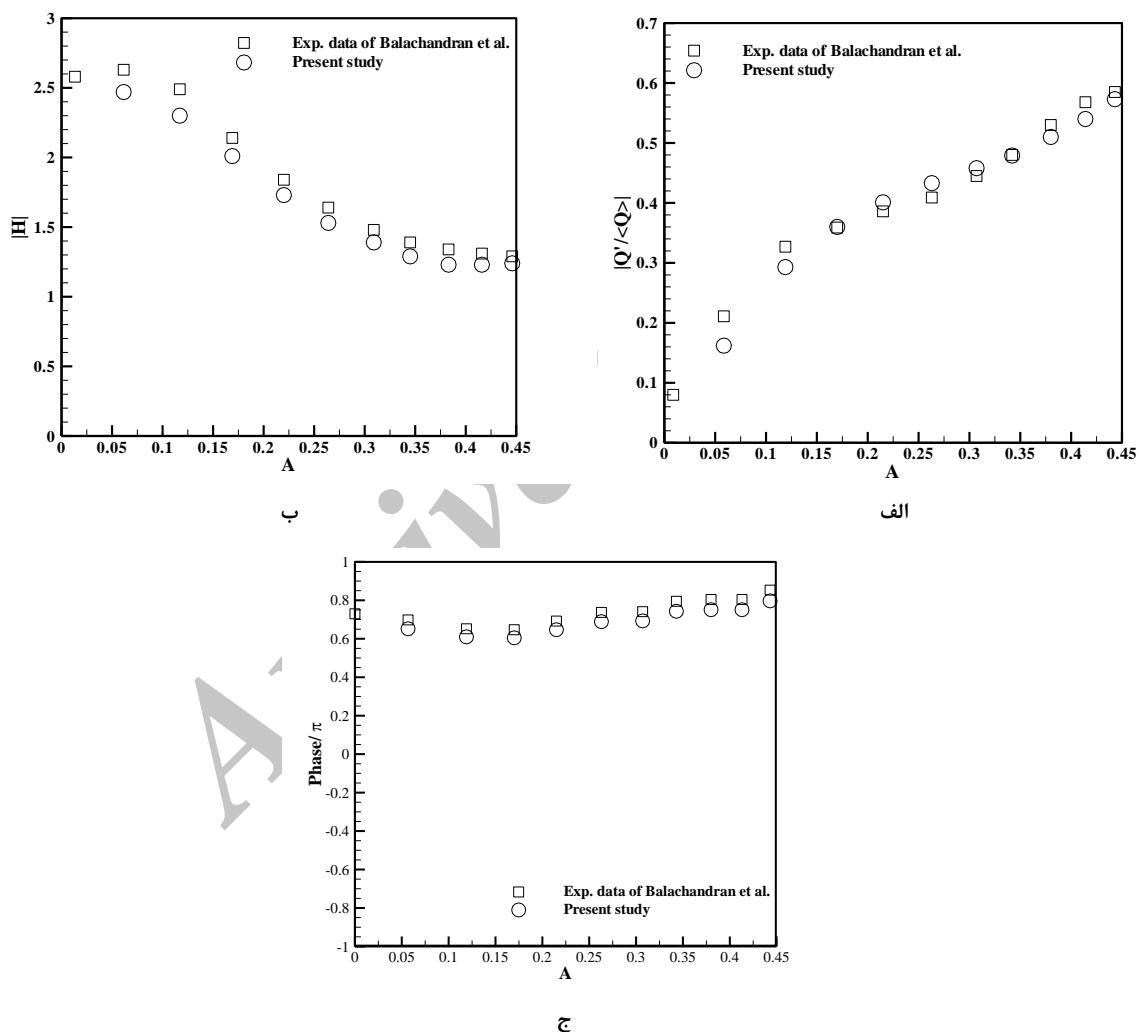 3
2.5
2
1.5
1
0.5
0
|H|
Exp. data of Balachandran et al.
Present study
0 0.05 0.1 0.15 0.2 0.25 0.3 0.35 0.4 0.45
A
ب
0.7
0.6
0.5
0.4
0.3
0.2
0.1
0
|Q'/<Q>|
Exp. data of Balachandran et al.
Present study
0 0.05 0.1 0.15 0.2 0.25 0.3 0.35 0.4 0.45
A
الف
1
0.8
0.6
0.4
0.2
0
-0.2
-0.4
-0.6
-0.8
-1
Phase/ π
Exp. data of Balachandran et al.
Present study
0 0.05 0.1 0.15 0.2 0.25 0.3 0.35 0.4 0.45
A
ج